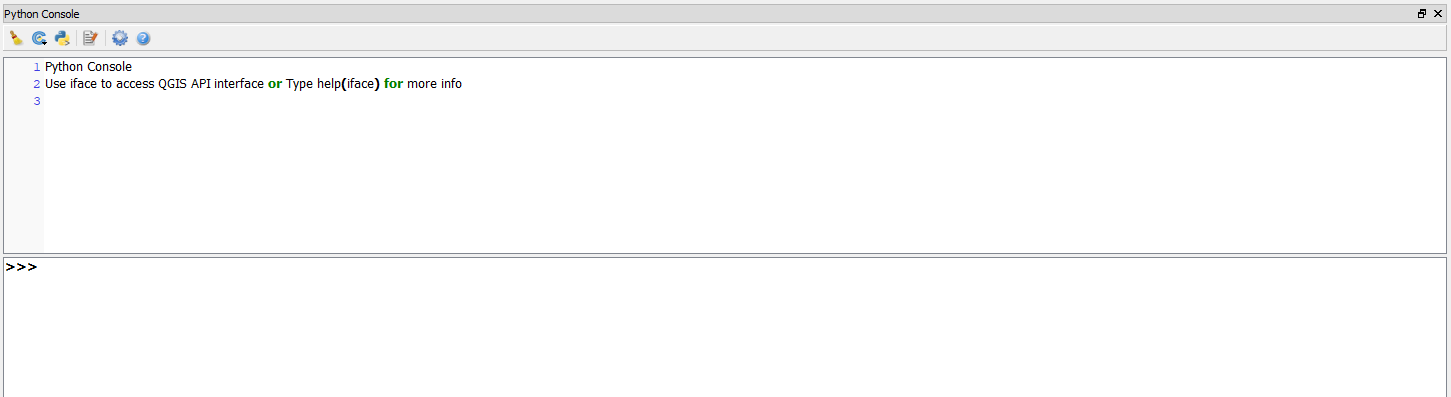 Python Console
1 Python Console
2 Use iface to access QGIS API interface or Type help(iface) for more info
3
>>>